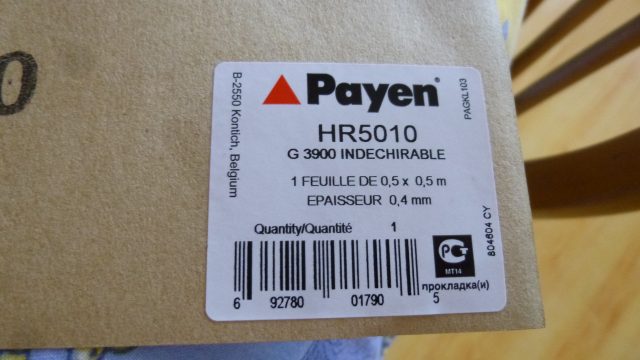 Payen®
HR5010
G 3900 INDECHIRABLE
1 FEUILLE DE 0,5 x 0,5 m
EPAISSEUR 0,4 mm
Quantity/Quantité 1
6 92780 01790 5
B-2550 Kontich, Belgium
PAGKL103
804604 CY
MT14
прокладка(и)
0